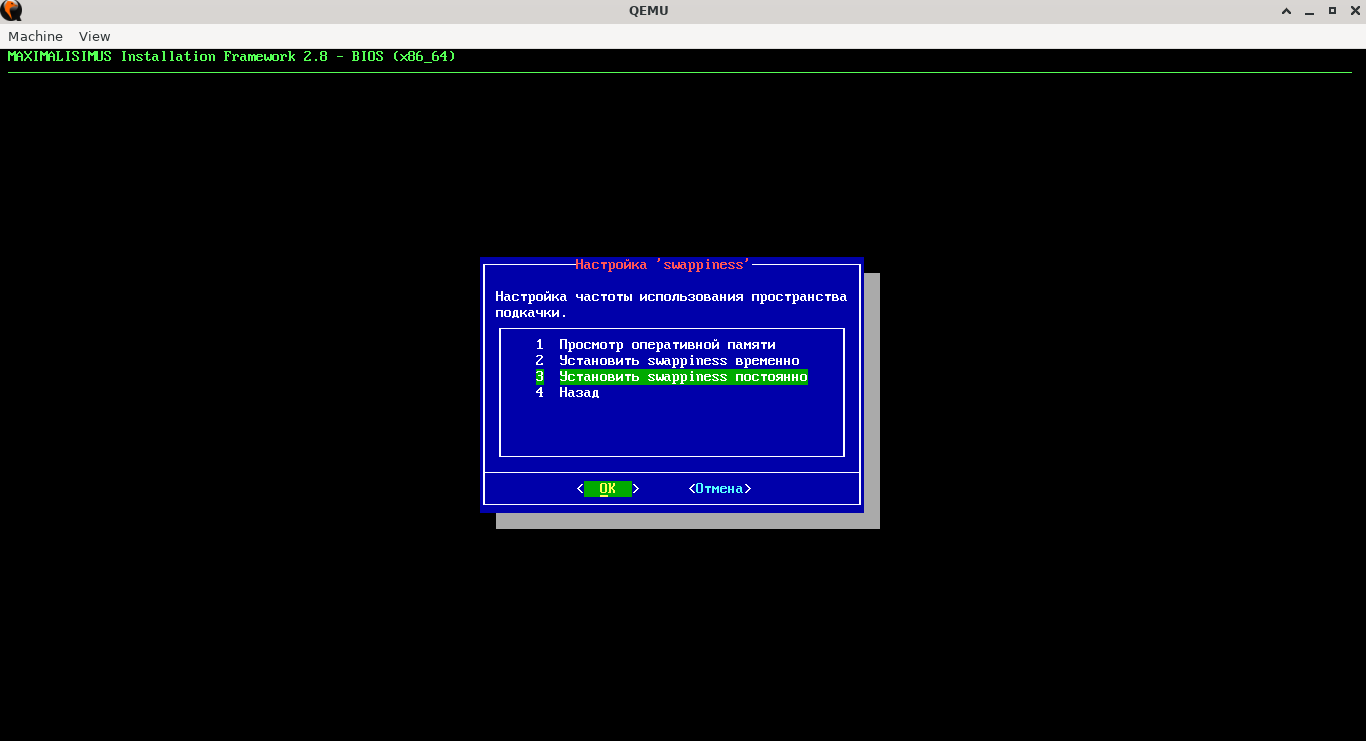 QEMU
Machine View
MAXIMALISIMUS Installation Framework 2.8 - BIOS (x86_64)
Настройка 'swappiness'
Настройка частоты использования пространства
подкачки.
1 Просмотр оперативной памяти
2 Установить swappiness временно
3 Установить swappiness постоянно
4 Назад
< OK > <Отмена>